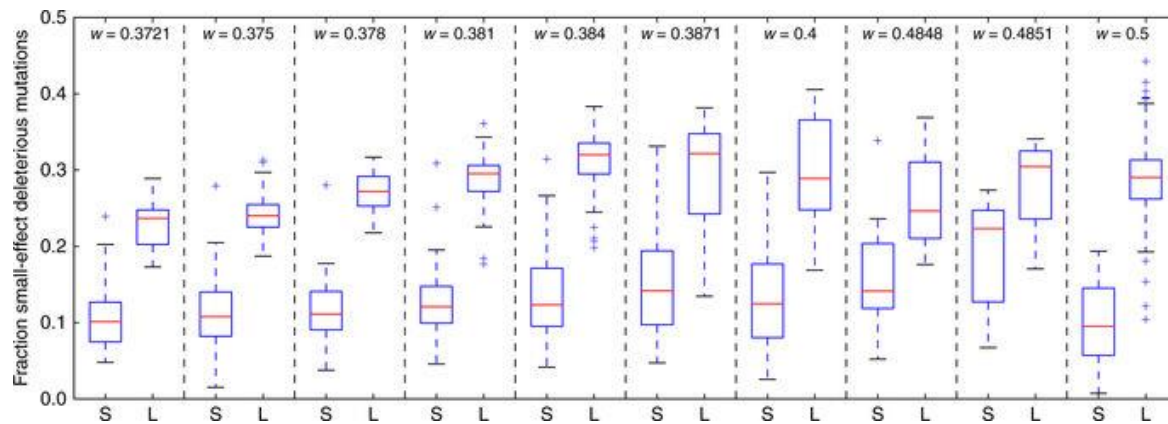 Fraction small-effect deleterious mutations
0.5
0.4
0.3
0.2
0.1
0.0
w = 0.3721
w = 0.375
w = 0.378
w = 0.381
w = 0.384
w = 0.3871
w = 0.4
w = 0.4848
w = 0.4851
w = 0.5
S L S L S L S L S L S L S L S L S L S L